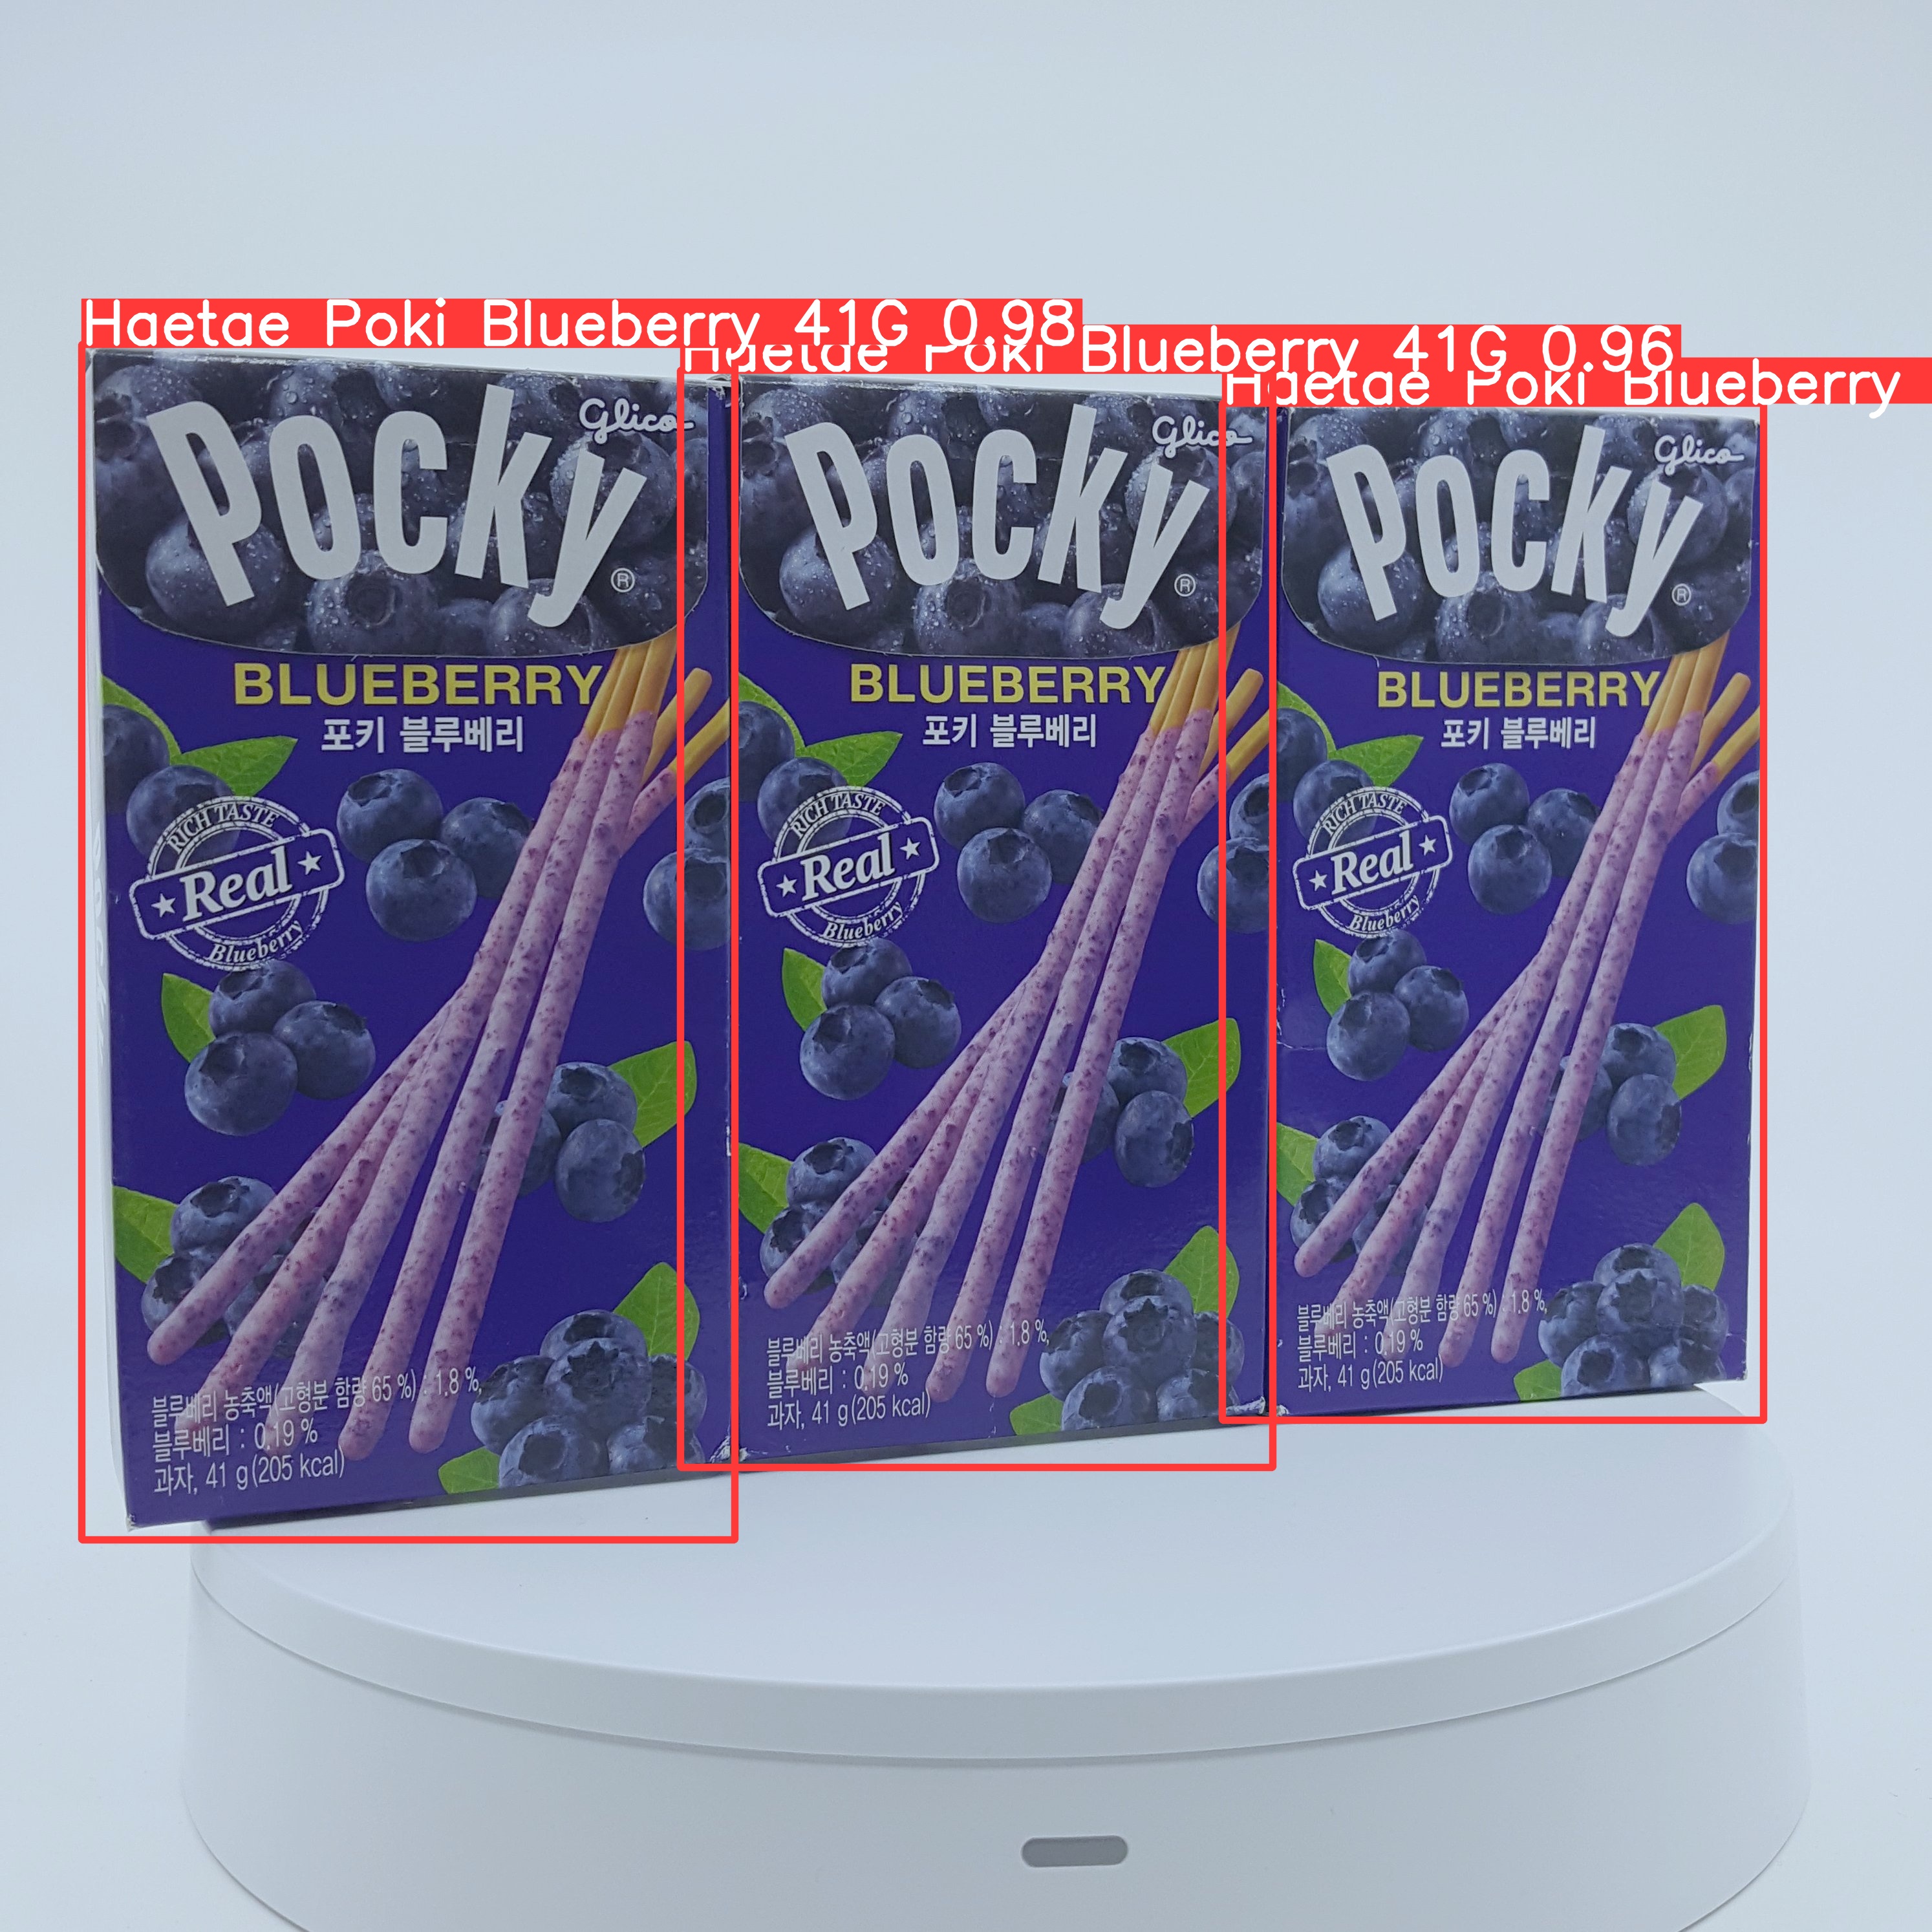 Haetae Poki Blueberry 41G 0.98
Haetae Poki Blueberry 41G 0.96
Haetae Poki Blueberry
Glico
Pocky®
BLUEBERRY
포키 블루베리
RICH TASTE
★Real★
Blueberry
블루베리 농축액(고형분 함량 65 %) : 1.8 %,
블루베리 : 0.19 %
과자, 41 g(205 kcal)
Glico
Pocky®
BLUEBERRY
포키 블루베리
RICH TASTE
★Real★
Blueberry
블루베리 농축액(고형분 함량 65 %) : 1.8 %,
블루베리 : 0.19 %
과자, 41 g(205 kcal)
Glico
Pocky®
BLUEBERRY
포키 블루베리
RICH TASTE
★Real★
Blueberry
블루베리 농축액(고형분 함량 65 %) : 1.8 %,
블루베리 : 0.19 %
과자, 41 g(205 kcal)